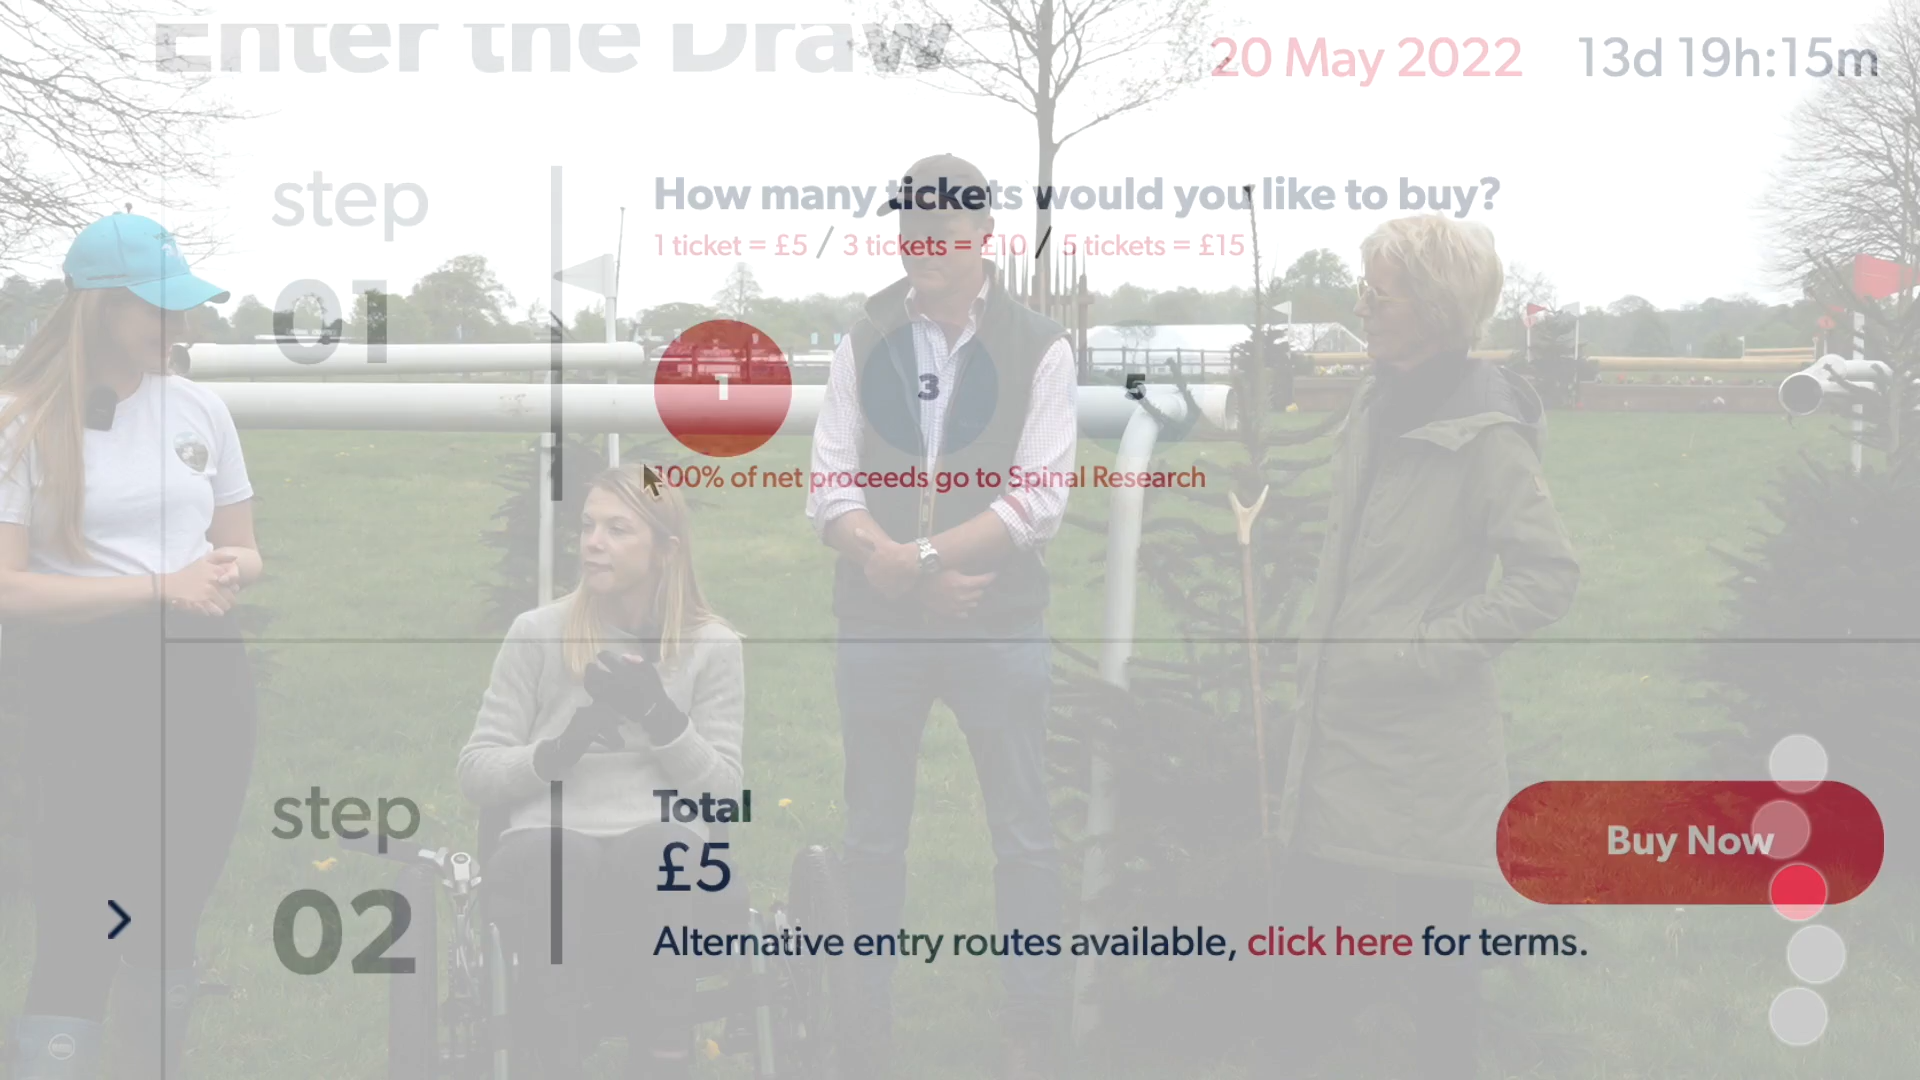 Enter the Draw
20 May 2022 13d 19h:15m
step
01
How many tickets would you like to buy?
1 ticket = £5 / 3 tickets = £10 / 5 tickets = £15
1 3 5
100% of net proceeds go to Spinal Research
step
02
Total
£5
Buy Now
Alternative entry routes available, click here for terms.